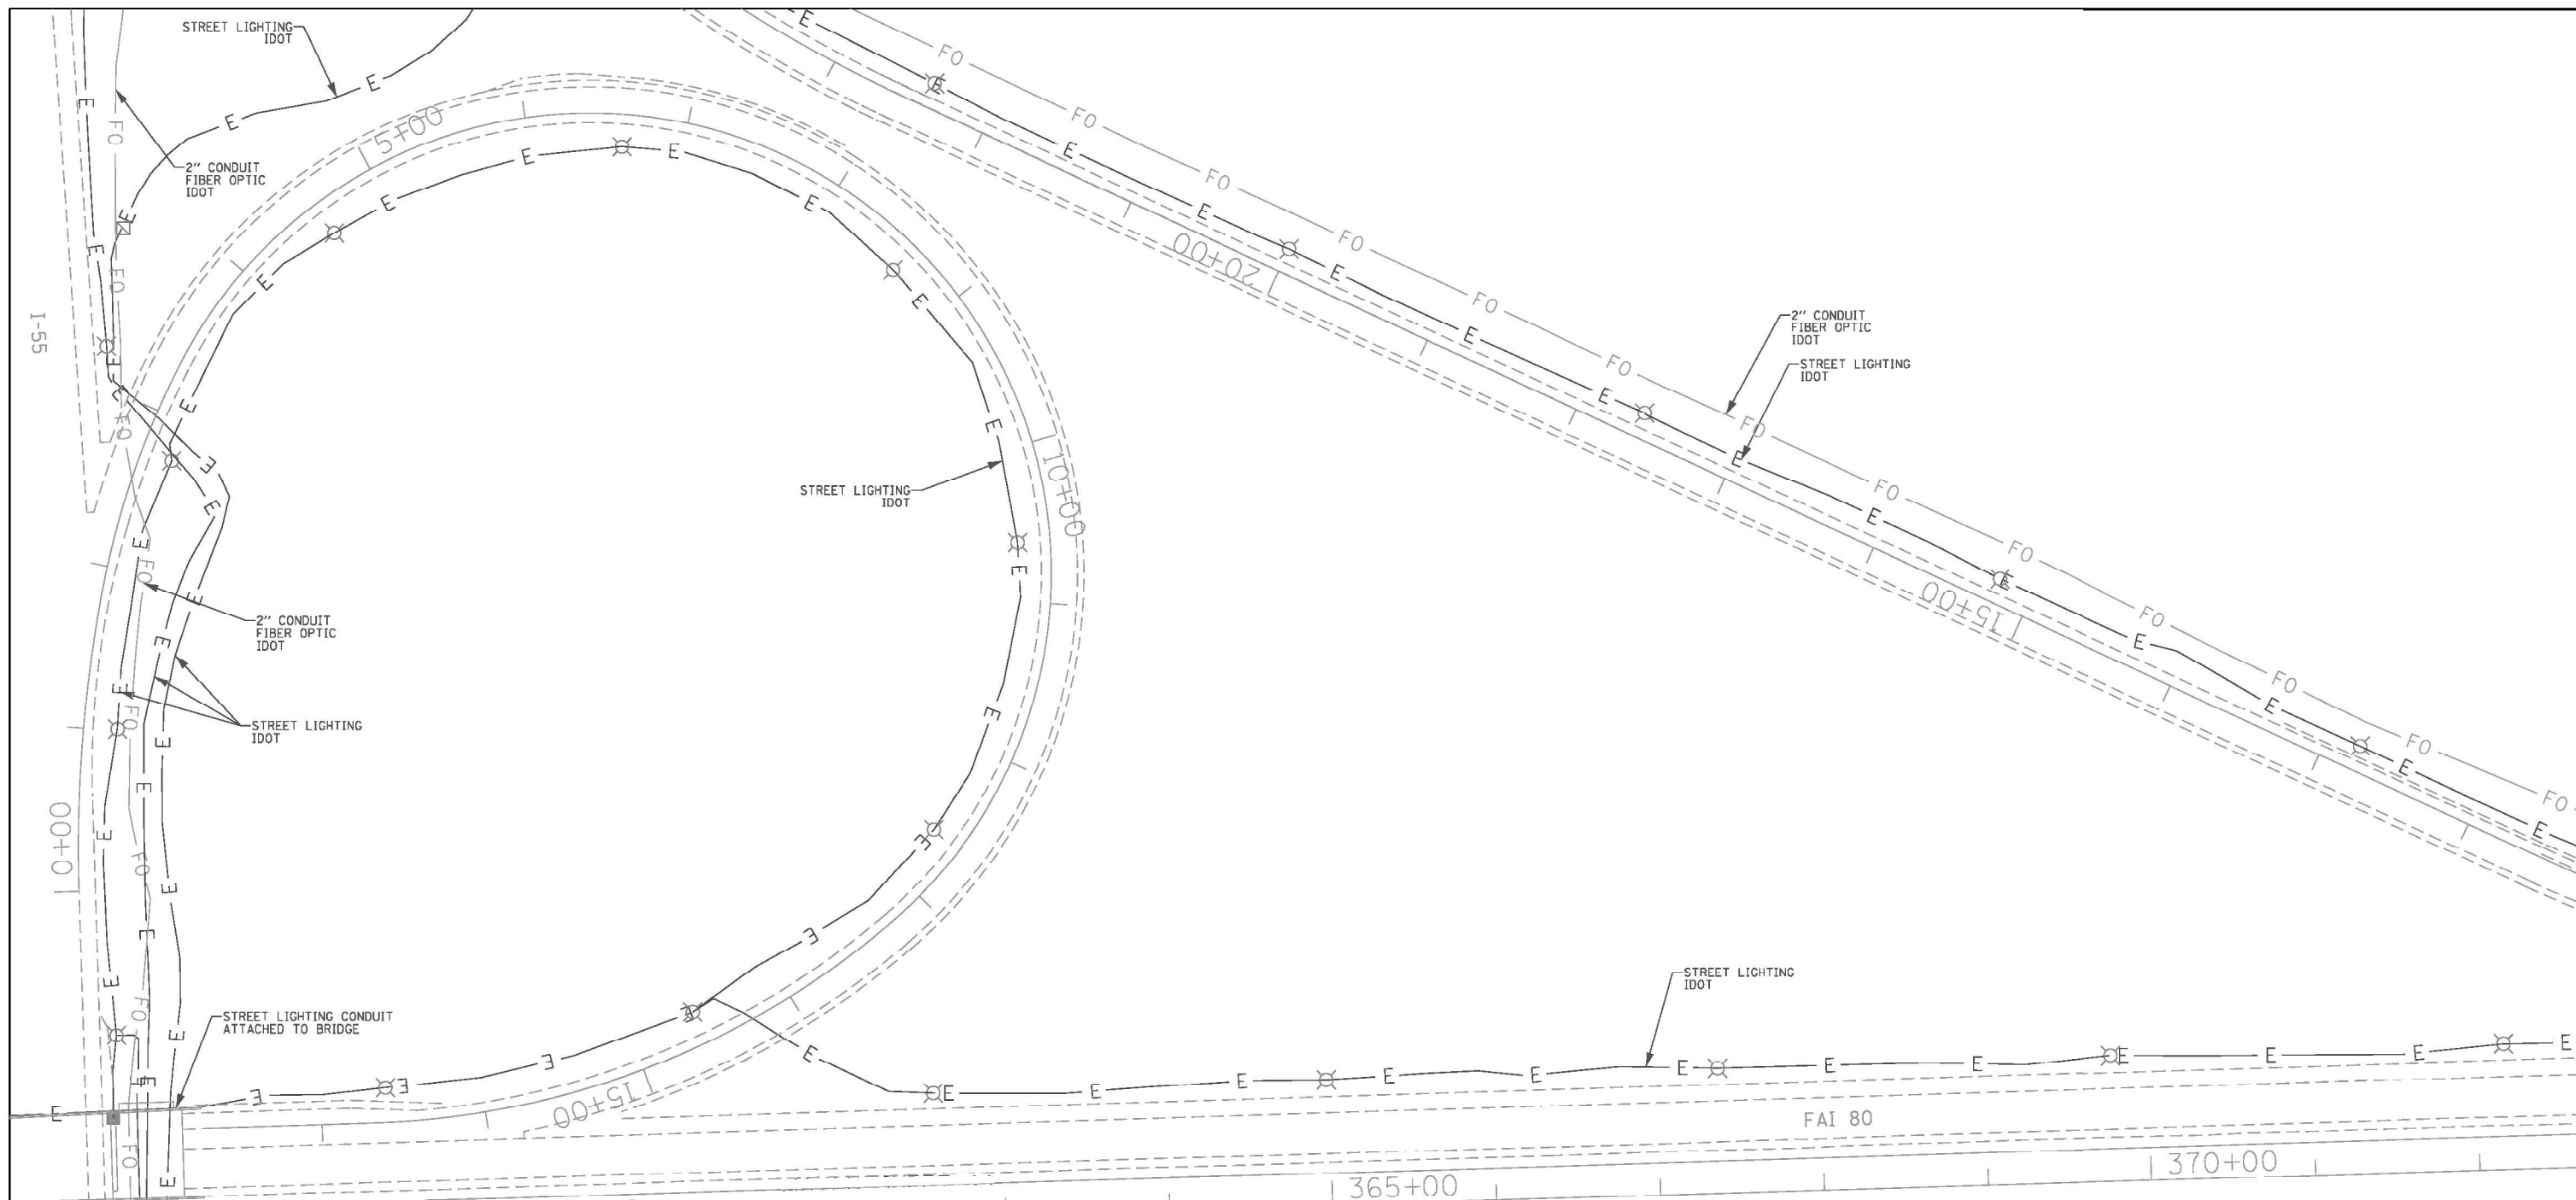 STREET LIGHTING
IDOT
2" CONDUIT
FIBER OPTIC
IDOT
5+00
I-55
20+00
2" CONDUIT
FIBER OPTIC
IDOT
STREET LIGHTING
IDOT
STREET LIGHTING
IDOT
10+00
15+00
2" CONDUIT
FIBER OPTIC
IDOT
STREET LIGHTING
IDOT
10+00
STREET LIGHTING
IDOT
STREET LIGHTING CONDUIT
ATTACHED TO BRIDGE
15+00
FAI 80
370+00
365+00
E
FO